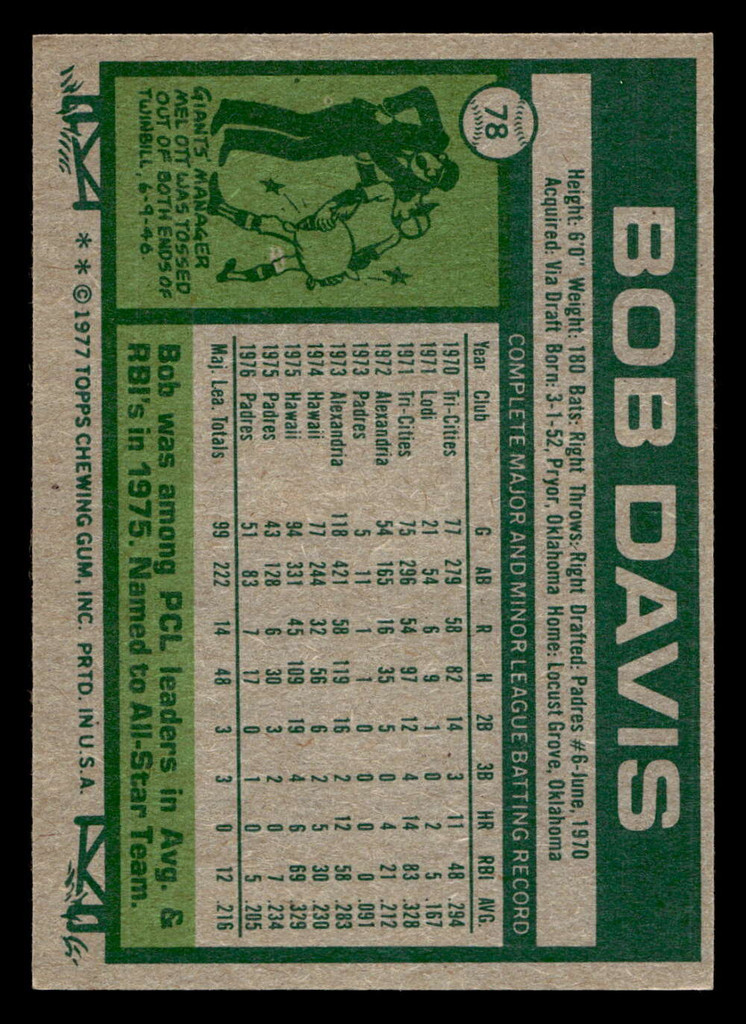 78
BOB DAVIS
Height: 6'0" Weight: 180 Bats: Right Throws: Right Drafted: Padres #6-June, 1970
Acquired: Via Draft Born: 3-1-52, Pryor, Oklahoma Home: Locust Grove, Oklahoma
COMPLETE MAJOR AND MINOR LEAGUE BATTING RECORD
Year Club G AB R H 2B 3B HR RBI AVG.
1970 Tri-Cities 77 279 58 82 14 3 11 48 .294
1971 Lodi 21 54 6 9 1 0 2 5 .167
1971 Tri-Cities 75 296 54 97 12 4 14 83 .328
1972 Alexandria 54 165 16 35 5 0 4 21 .212
1973 Padres 5 11 1 1 0 0 0 0 .091
1973 Alexandria 118 421 58 119 16 2 12 58 .283
1974 Hawaii 77 244 32 56 6 2 5 30 .230
1975 Hawaii 94 331 45 109 19 4 6 69 .329
1975 Padres 43 128 6 30 3 2 0 7 .234
1976 Padres 51 83 7 17 0 1 0 5 .205
Maj. Lea. Totals 99 222 14 48 3 3 0 12 .216
GIANTS MANAGER
MEL OTT WAS TOSSED
OUT OF BOTH ENDS OF
TWINBILL, 6-9-46.
Bob was among PCL leaders in Avg. &
RBI's in 1975. Named to All-Star Team.
* * © 1977 TOPPS CHEWING GUM, INC. PRTD. IN U.S.A.